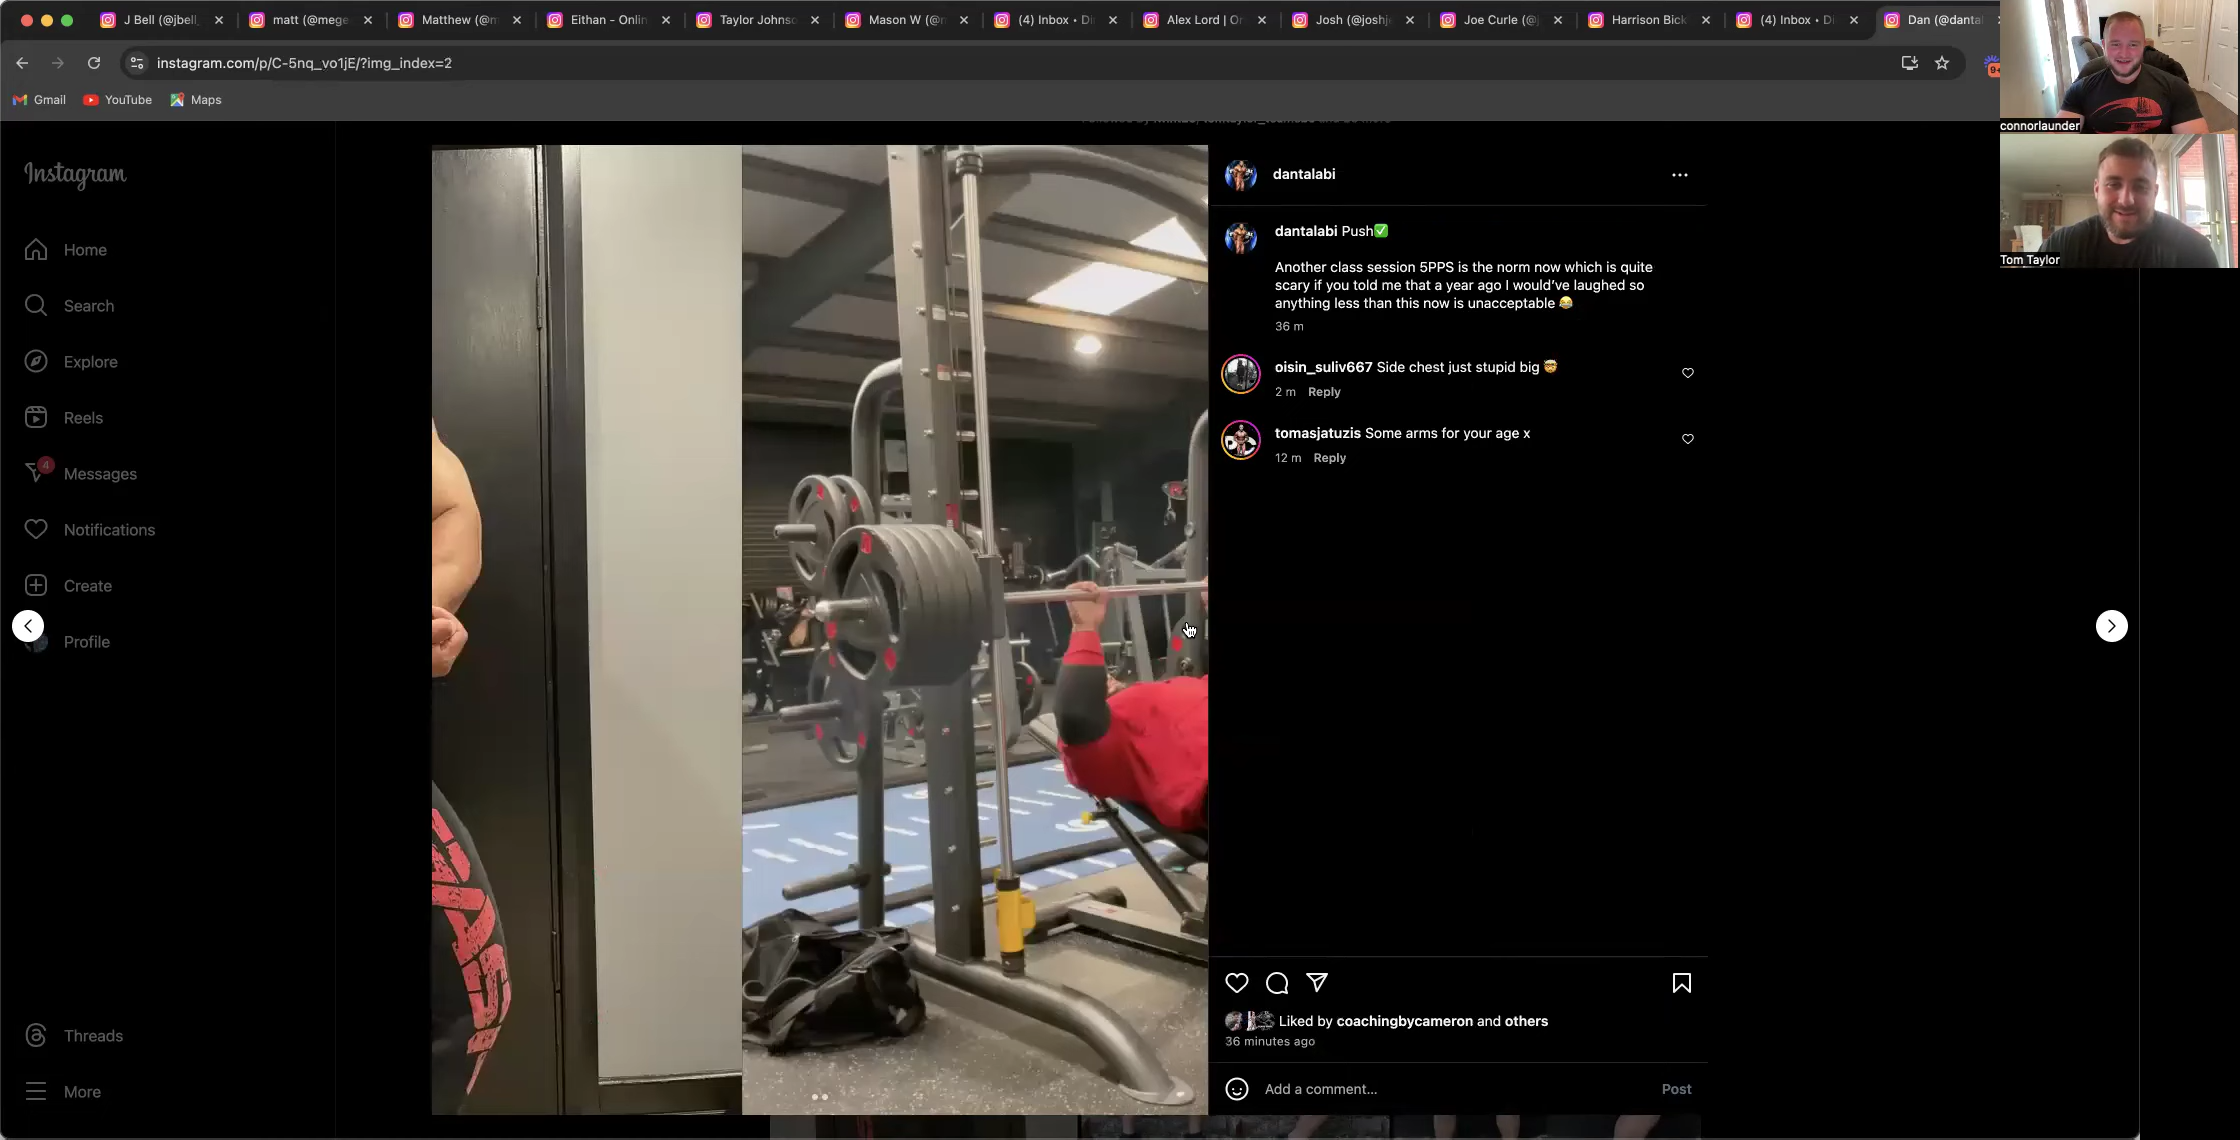 J Bell (@jbell_
matt (@mege
Matthew (@m
Eithan - Onlin
Taylor Johnso
Mason W (@m
(4) Inbox • Di
Alex Lord | On
Josh (@joshj
Joe Curle (@
Harrison Bick
(4) Inbox • Di
Dan (@dantal
instagram.com/p/C-5nq_vo1jE/?img_index=2
9+
Gmail
YouTube
Maps
connorlaunder
Tom Taylor
Instagram
Home
Search
Explore
Reels
4
Messages
Notifications
Create
Profile
Threads
More
dantalabi
dantalabi Push✅
Another class session 5PPS is the norm now which is quite
scary if you told me that a year ago I would've laughed so
anything less than this now is unacceptable 😂
36 m
oisin_suliv667 Side chest just stupid big 🤯
2 m Reply
tomasjatuzis Some arms for your age x
12 m Reply
Liked by coachingbycameron and others
36 minutes ago
Add a comment...
Post